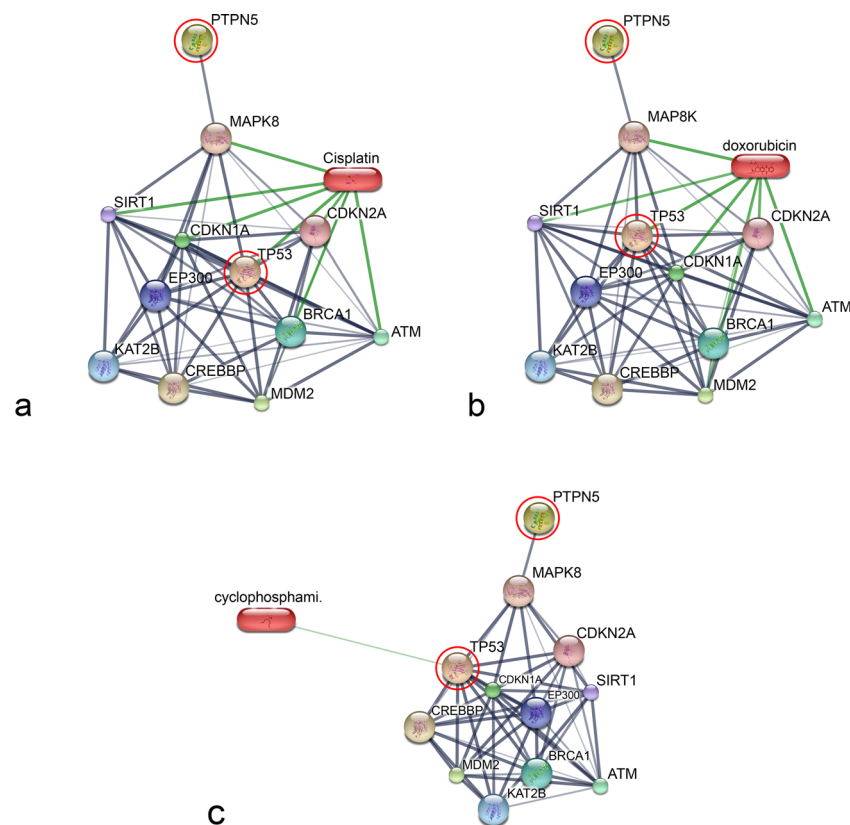 PTPN5
MAPK8
Cisplatin
SIRT1
CDKN2A
CDKN1A
TP53
EP300
BRCA1
ATM
KAT2B
CREBBP
MDM2
a
PTPN5
MAP8K
doxorubicin
SIRT1
TP53
CDKN2A
CDKN1A
EP300
BRCA1
ATM
KAT2B
CREBBP
MDM2
b
PTPN5
MAPK8
cyclophosphami.
CDKN2A
TP53
CDKN1A
SIRT1
EP300
CREBBP
BRCA1
MDM2
ATM
KAT2B
c